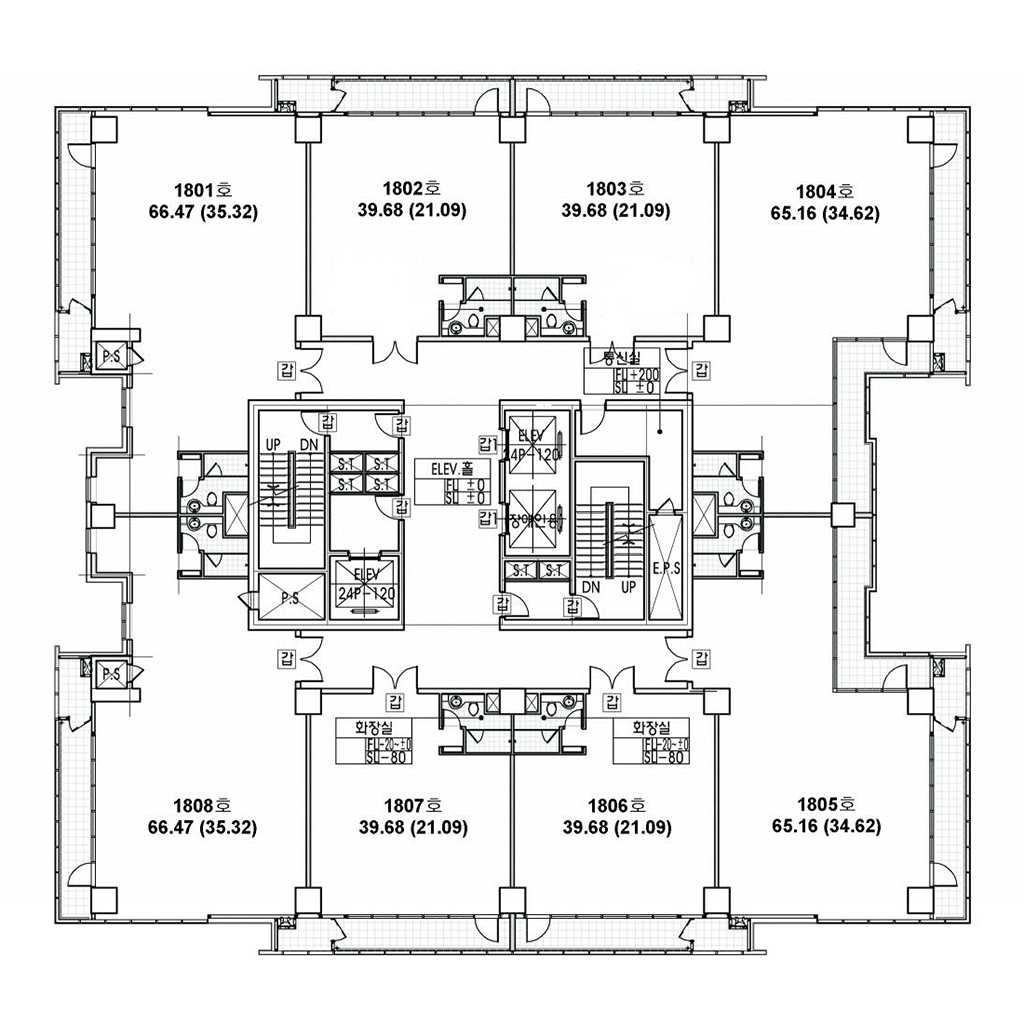 1801호
66.47 (35.32)
1802호
39.68 (21.09)
1803호
39.68 (21.09)
1804호
65.16 (34.62)
P.S
갑
통신실
FL +200
SL ±0
갑
갑
갑
UP
DN
S.T
S.T
S.T
S.T
갑
ELEV.홀
FL ±0
SL ±0
갑
ELEV
24P-120
갑
장애인용
ELEV
24P-120
P.S
S.T
S.T
DN
UP
E.P.S
갑
갑
갑
갑
P.S
갑
갑
화장실
FL-20~±0
SL-80
화장실
FL-20~±0
SL-80
1808호
66.47 (35.32)
1807호
39.68 (21.09)
1806호
39.68 (21.09)
1805호
65.16 (34.62)